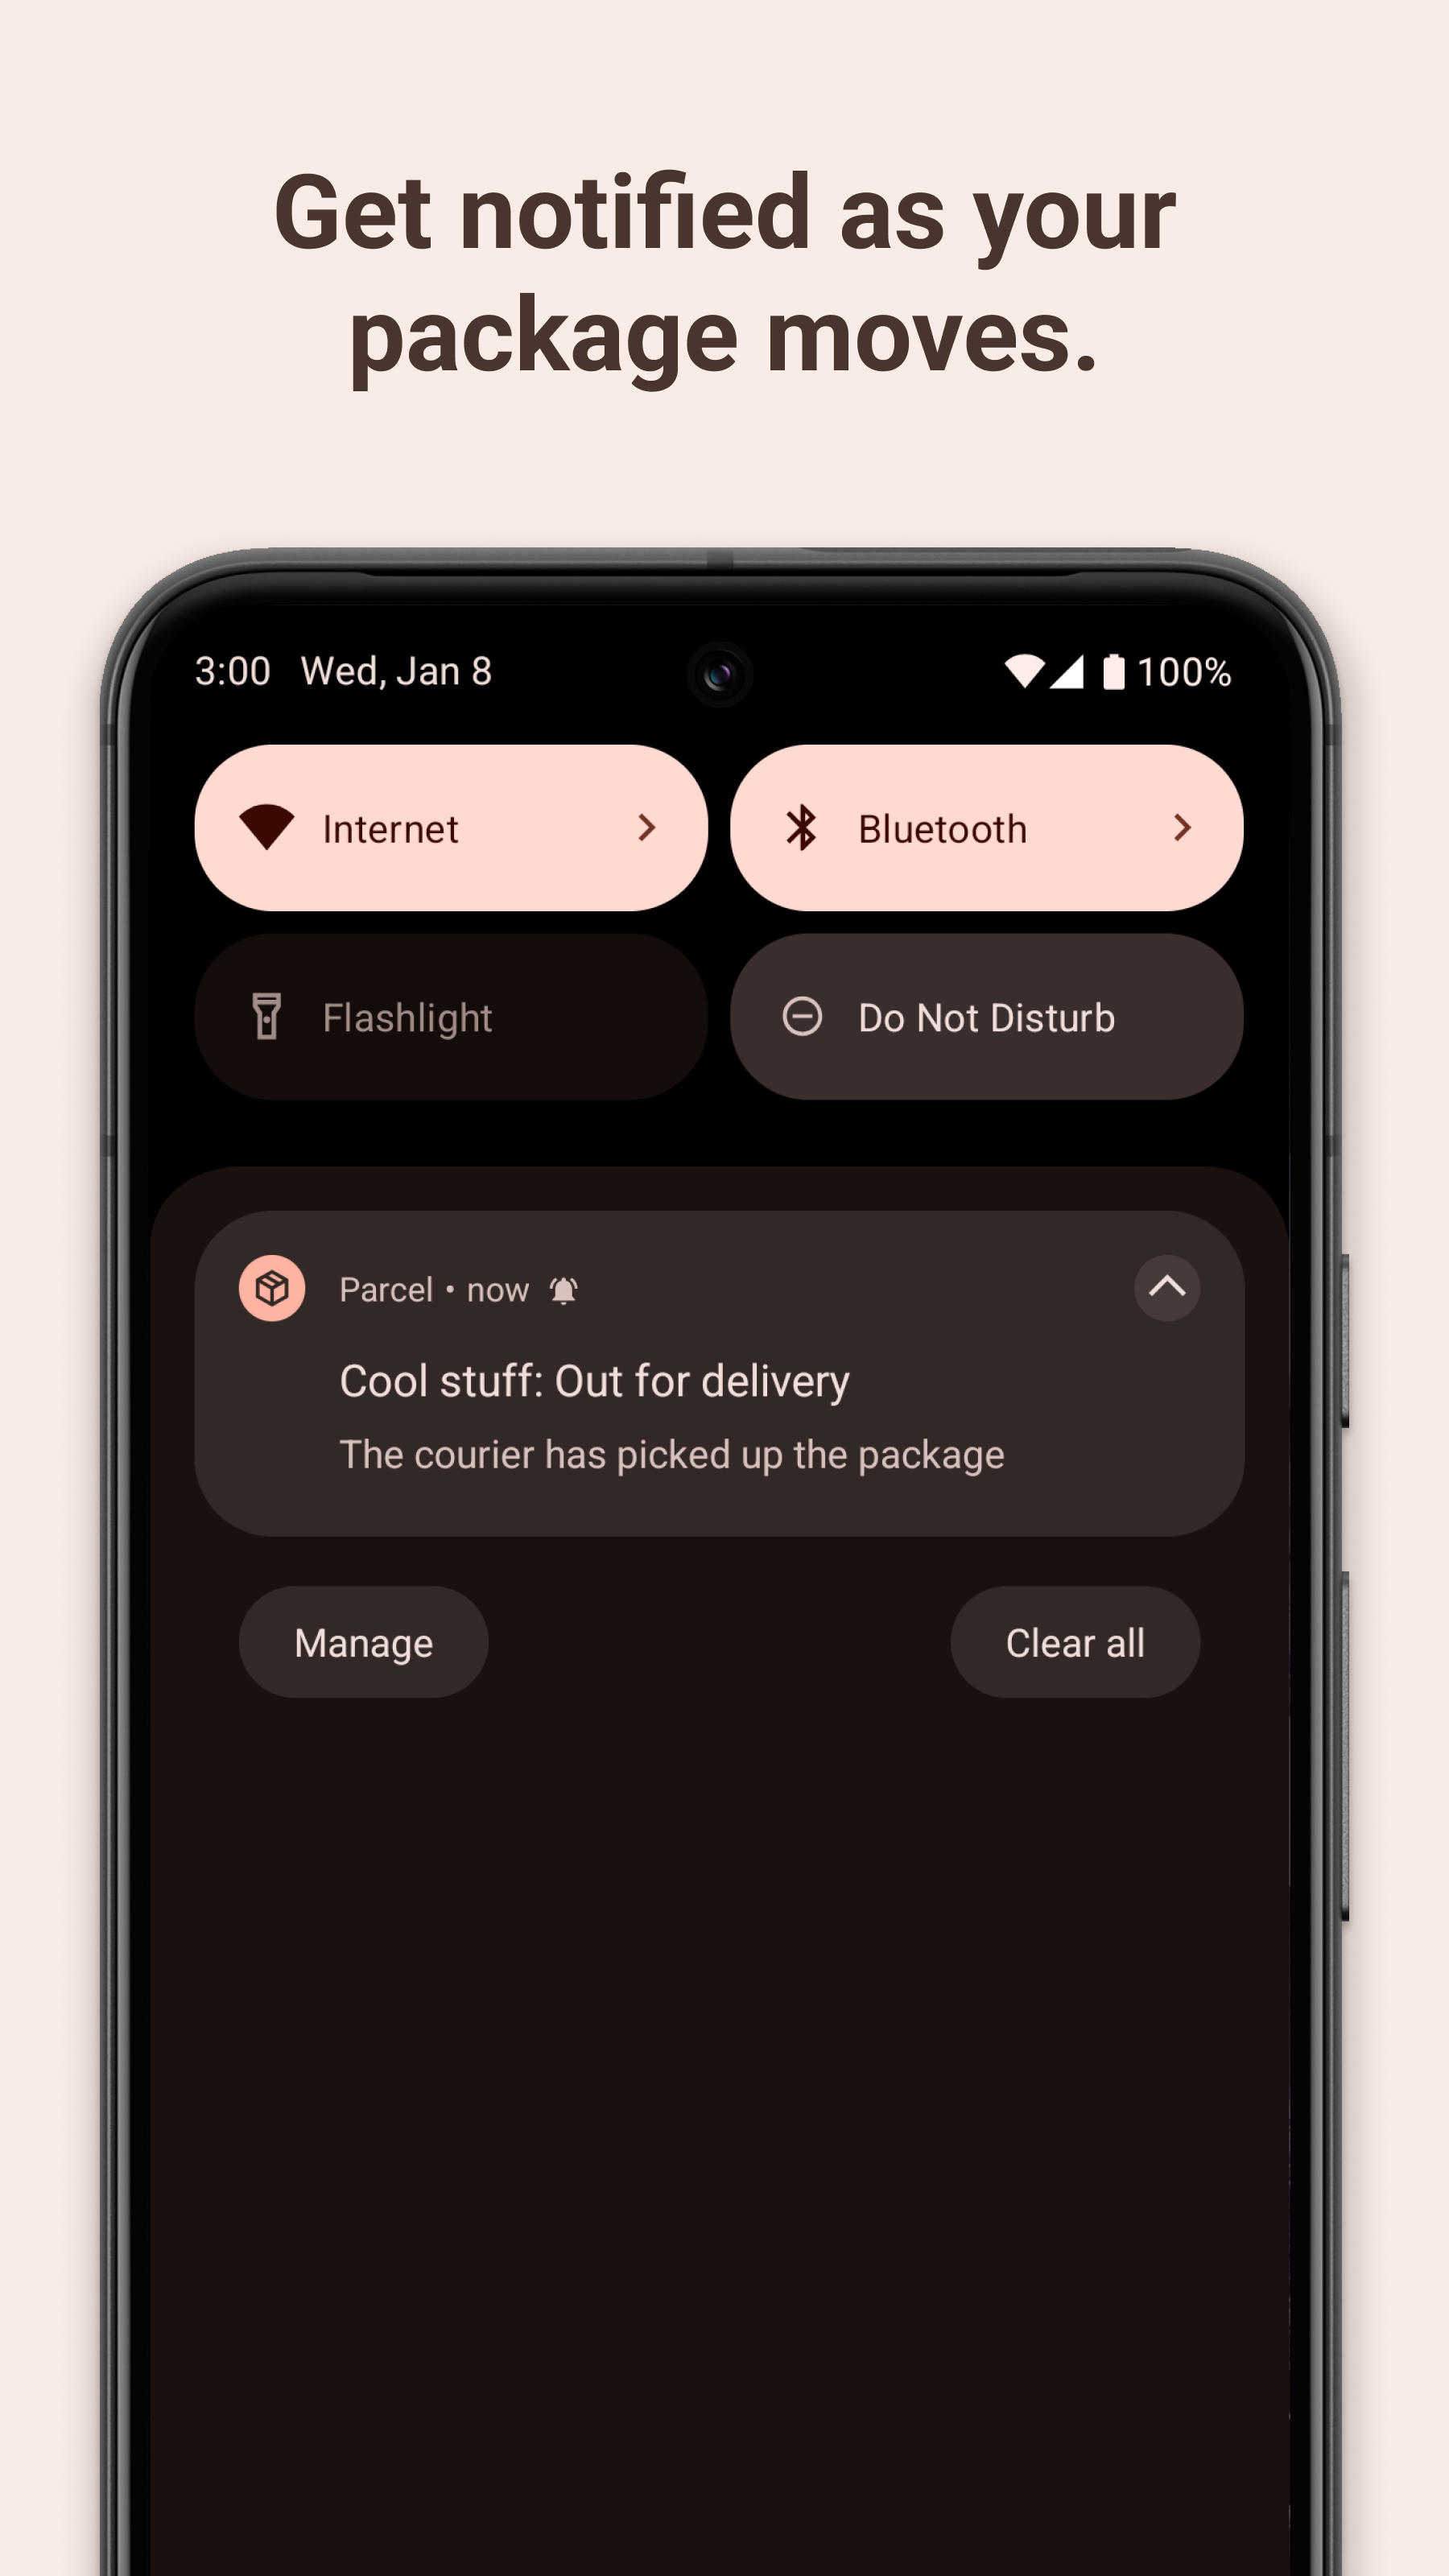 Get notified as your
package moves.
3:00 Wed, Jan 8 100%
Internet
Bluetooth
Flashlight
Do Not Disturb
Parcel • now
Cool stuff: Out for delivery
The courier has picked up the package
Manage
Clear all